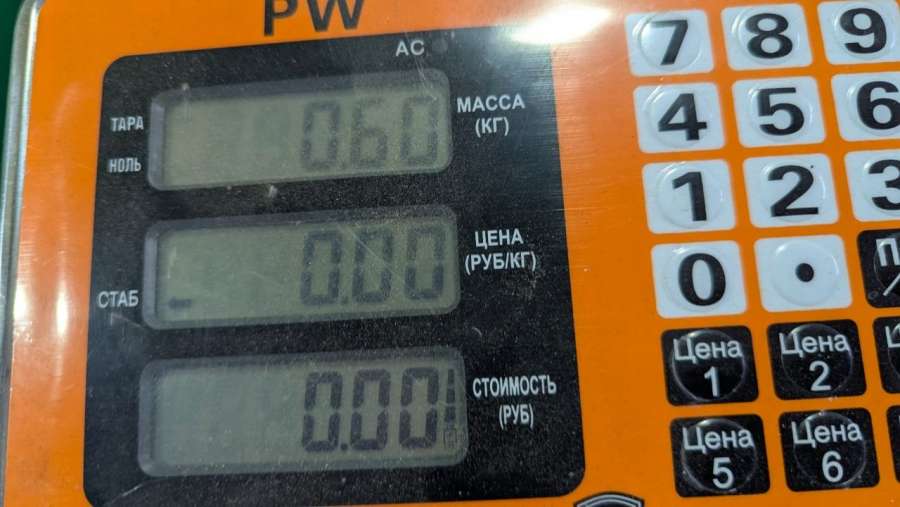 PW
AC
ТАРА
НОЛЬ
0.60
МАССА
(КГ)
СТАБ
0.00
ЦЕНА
(РУБ/КГ)
0.00
СТОИМОСТЬ
(РУБ)
7 8 9
4 5 6
1 2 3
0 •
Цена
1
Цена
2
Цена
5
Цена
6